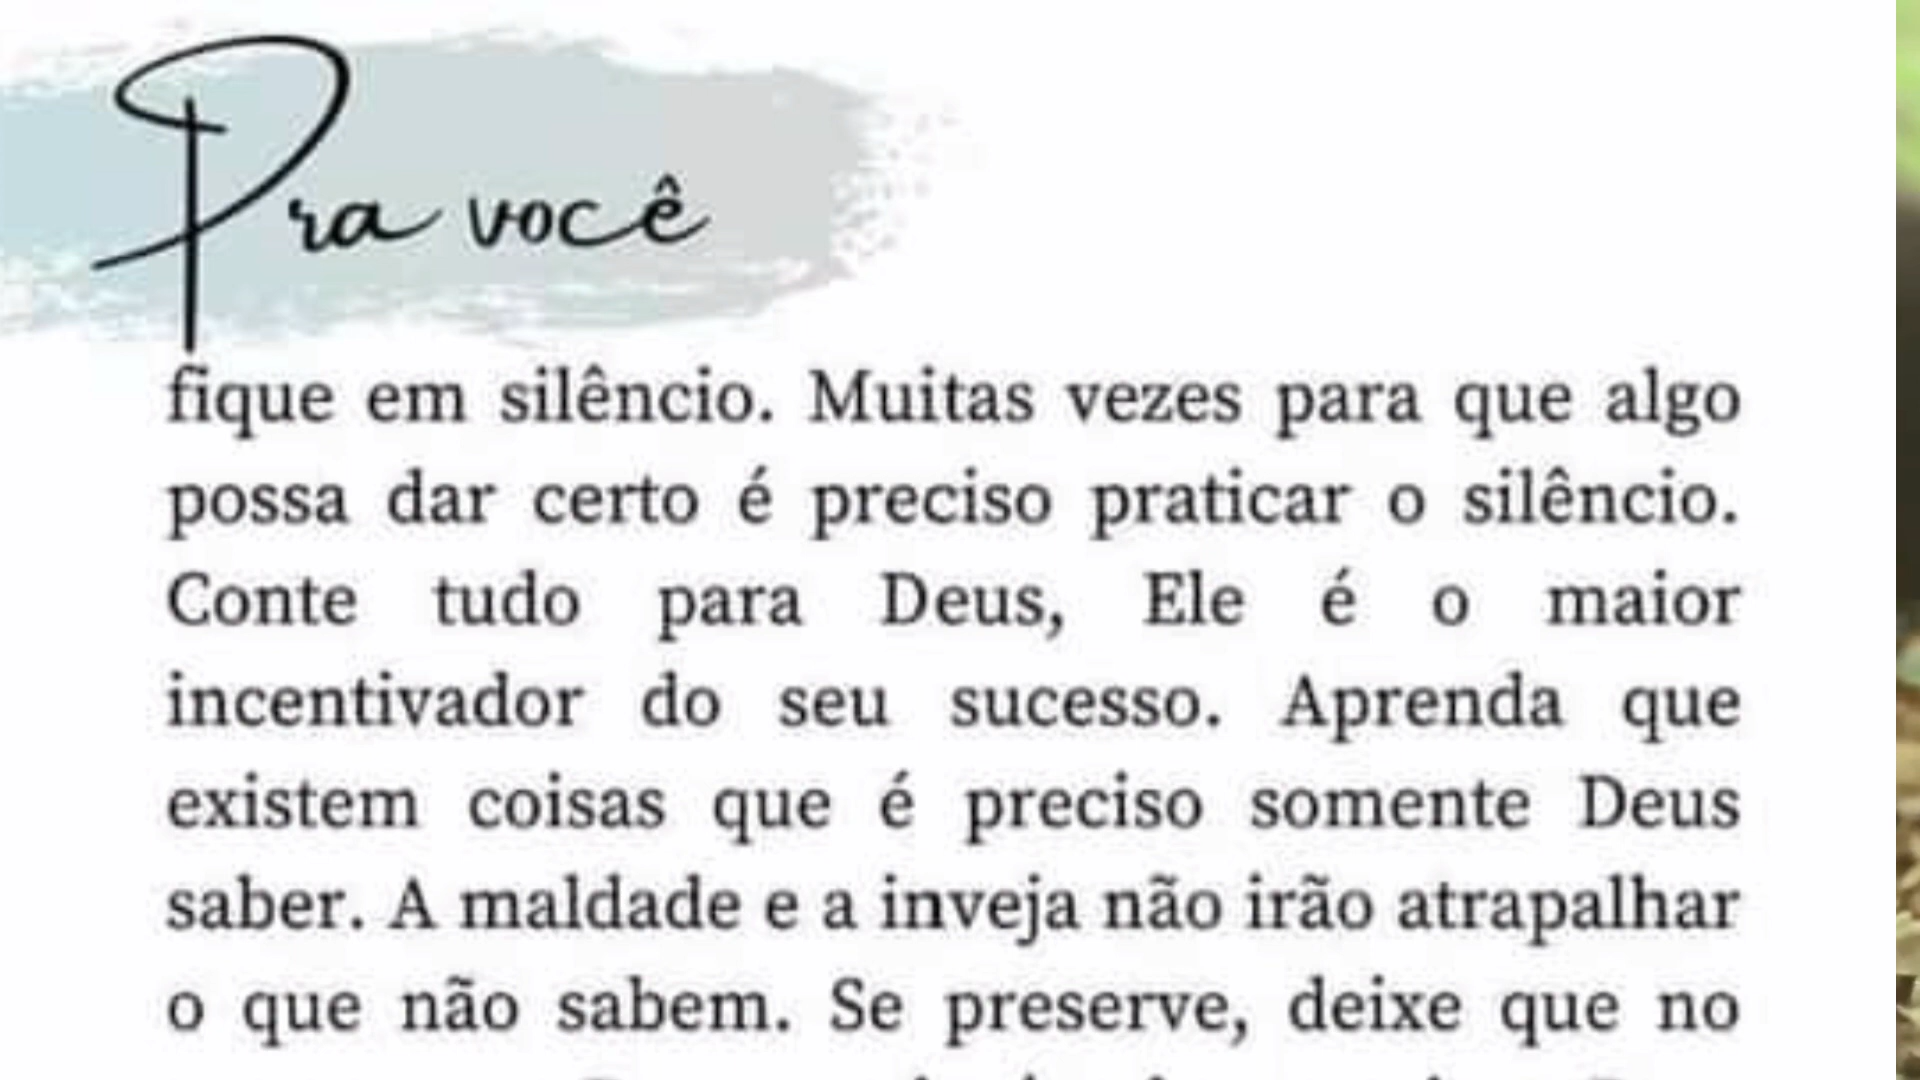 Pra você
fique em silêncio. Muitas vezes para que algo
possa dar certo é preciso praticar o silêncio.
Conte tudo para Deus, Ele é o maior
incentivador do seu sucesso. Aprenda que
existem coisas que é preciso somente Deus
saber. A maldade e a inveja não irão atrapalhar
o que não sabem. Se preserve, deixe que no